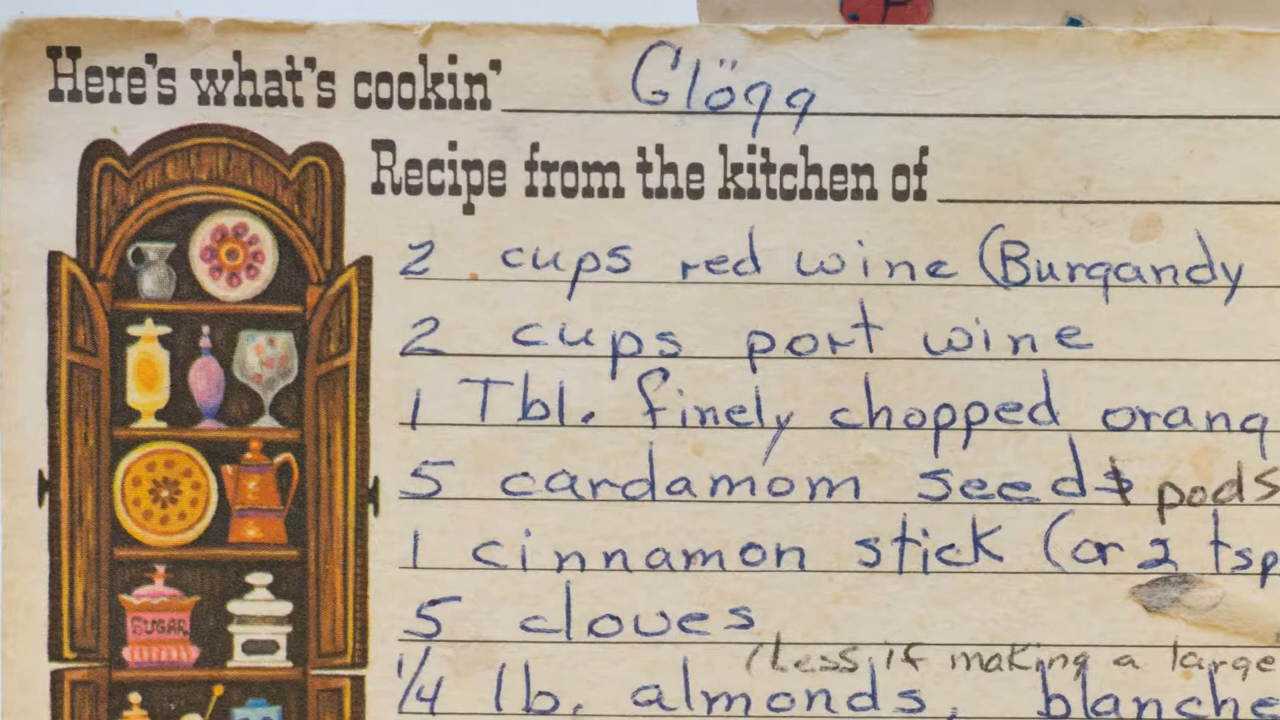 Here's what's cookin' Glögg
Recipe from the kitchen of
2 cups red wine (Burgandy
2 cups port wine
1 Tbl. finely chopped orang
5 cardamom seed pods
1 cinnamon stick (or 2 tsp
5 cloves
(Less if making a large
1/4 lb. almonds, blanche
SUGAR